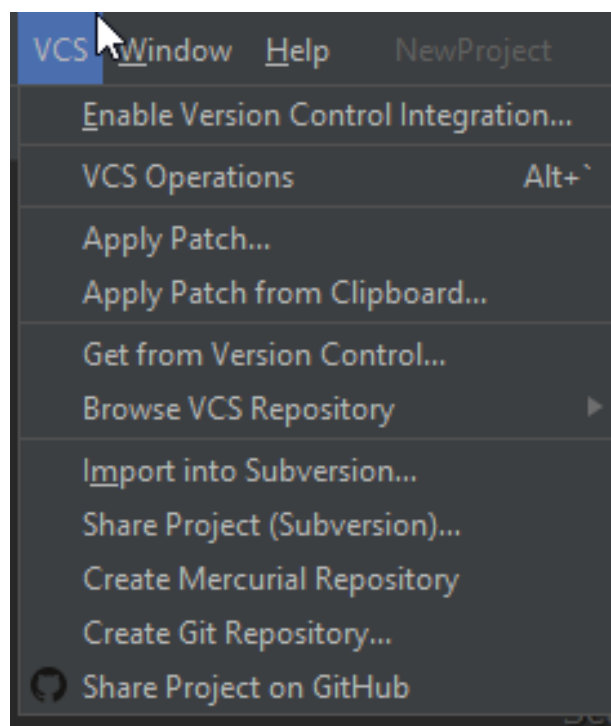 VCS Window Help NewProject
Enable Version Control Integration...
VCS Operations Alt+`
Apply Patch...
Apply Patch from Clipboard...
Get from Version Control...
Browse VCS Repository
Import into Subversion...
Share Project (Subversion)...
Create Mercurial Repository
Create Git Repository...
Share Project on GitHub